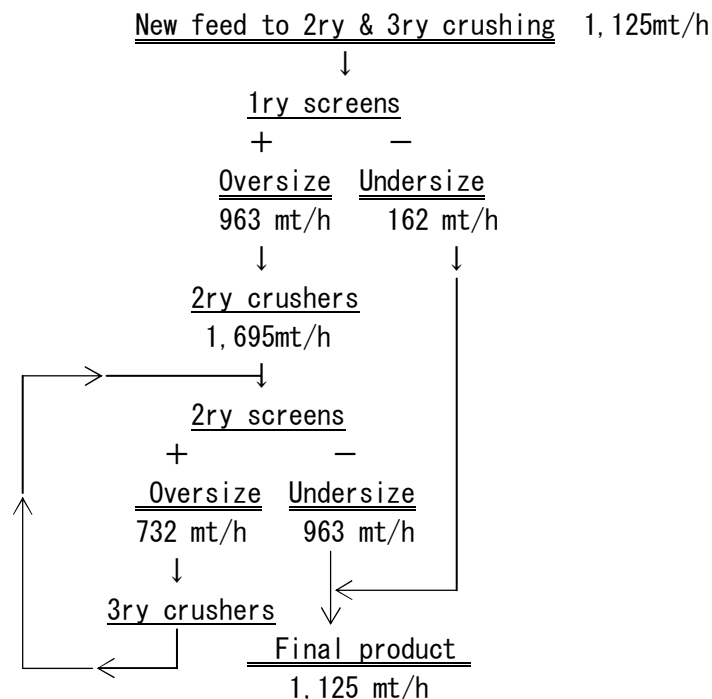 New feed to 2ry & 3ry crushing 1,125mt/h
↓
1ry screens
+ −
Oversize Undersize
963 mt/h 162 mt/h
↓ ↓
2ry crushers
1,695mt/h
2ry screens
+ −
Oversize Undersize
732 mt/h 963 mt/h
↓
3ry crushers
Final product
1,125 mt/h